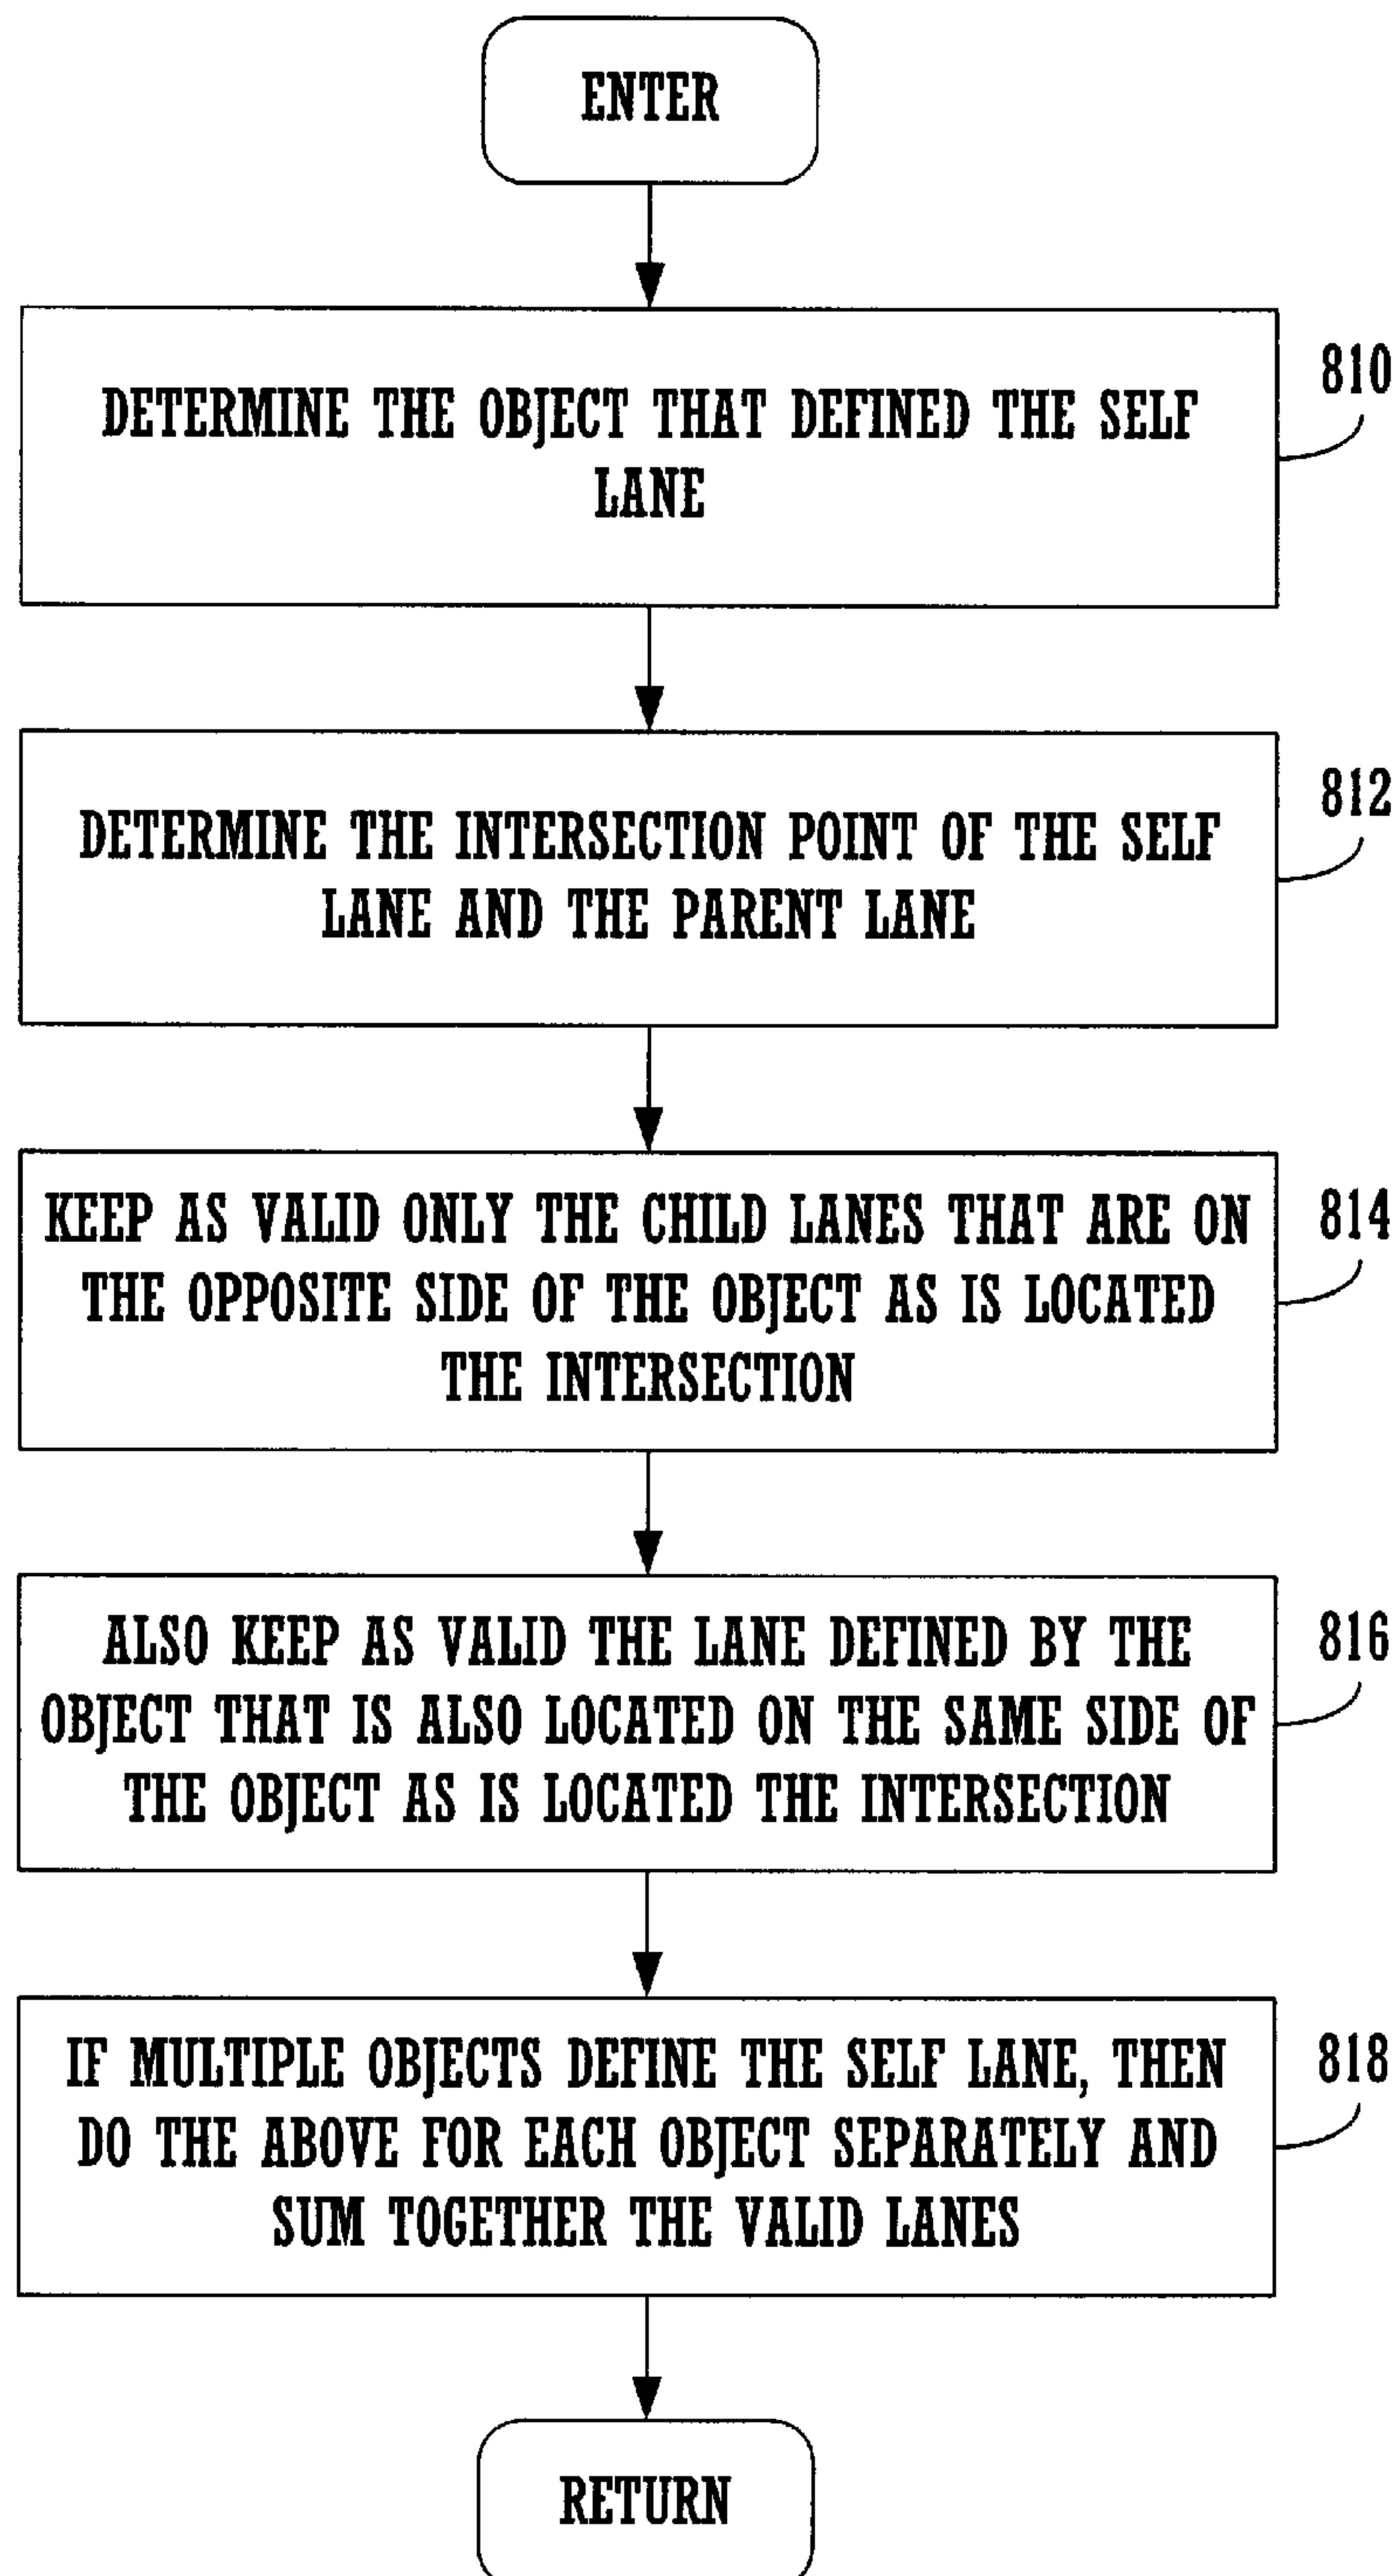 ENTER
DETERMINE THE OBJECT THAT DEFINED THE SELF
LANE
810
DETERMINE THE INTERSECTION POINT OF THE SELF
LANE AND THE PARENT LANE
812
KEEP AS VALID ONLY THE CHILD LANES THAT ARE ON
THE OPPOSITE SIDE OF THE OBJECT AS IS LOCATED
THE INTERSECTION
814
ALSO KEEP AS VALID THE LANE DEFINED BY THE
OBJECT THAT IS ALSO LOCATED ON THE SAME SIDE OF
THE OBJECT AS IS LOCATED THE INTERSECTION
816
IF MULTIPLE OBJECTS DEFINE THE SELF LANE, THEN
DO THE ABOVE FOR EACH OBJECT SEPARATELY AND
SUM TOGETHER THE VALID LANES
818
RETURN